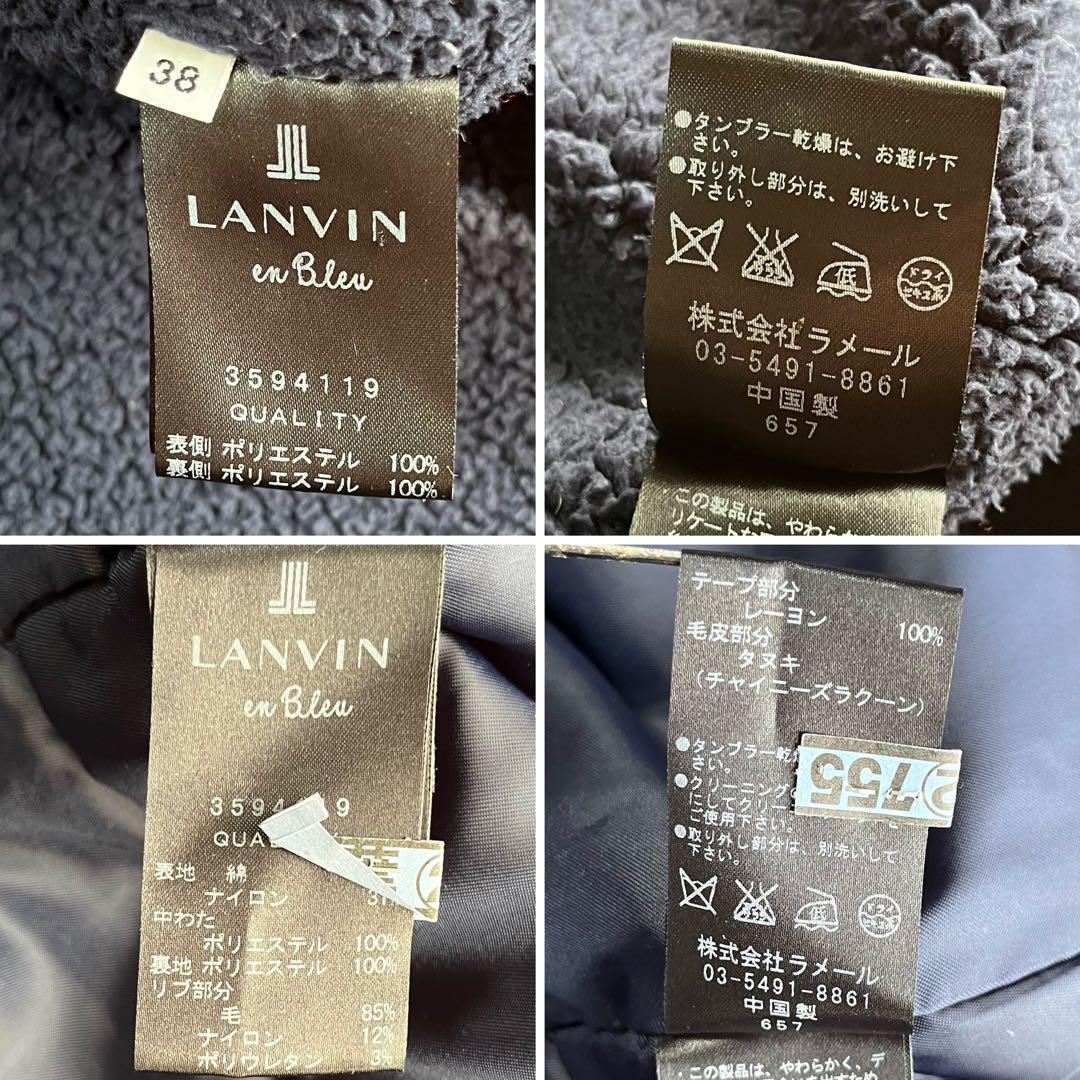 38
LANVIN
en Bleu
3594119
QUALITY
表側 ポリエステル 100%
裏側 ポリエステル 100%
●タンブラー乾燥は、お避け下
さい。
●取り外し部分は、別洗いして
下さい。
低
ドライ
株式会社ラメール
03-5491-8861
中国製
657
・この製品は、やわらか
LANVIN
en Bleu
表地 綿
ナイロン
中わた
ポリエステル 100%
裏地 ポリエステル 100%
リブ部分
毛 85%
ナイロン 12%
ポリウレタン 3%
テープ部分
レーヨン 100%
毛皮部分
タヌキ
(チャイニーズラクーン)
●タンブラー乾
さい。
●クリーニング
にしてクリー
ご使用下さい。
●取り外し部分は、別洗いして
下さい。
755
低
ドライ
株式会社ラメール
03-5491-8861
中国製
657
・この製品は、やわらかく、デ